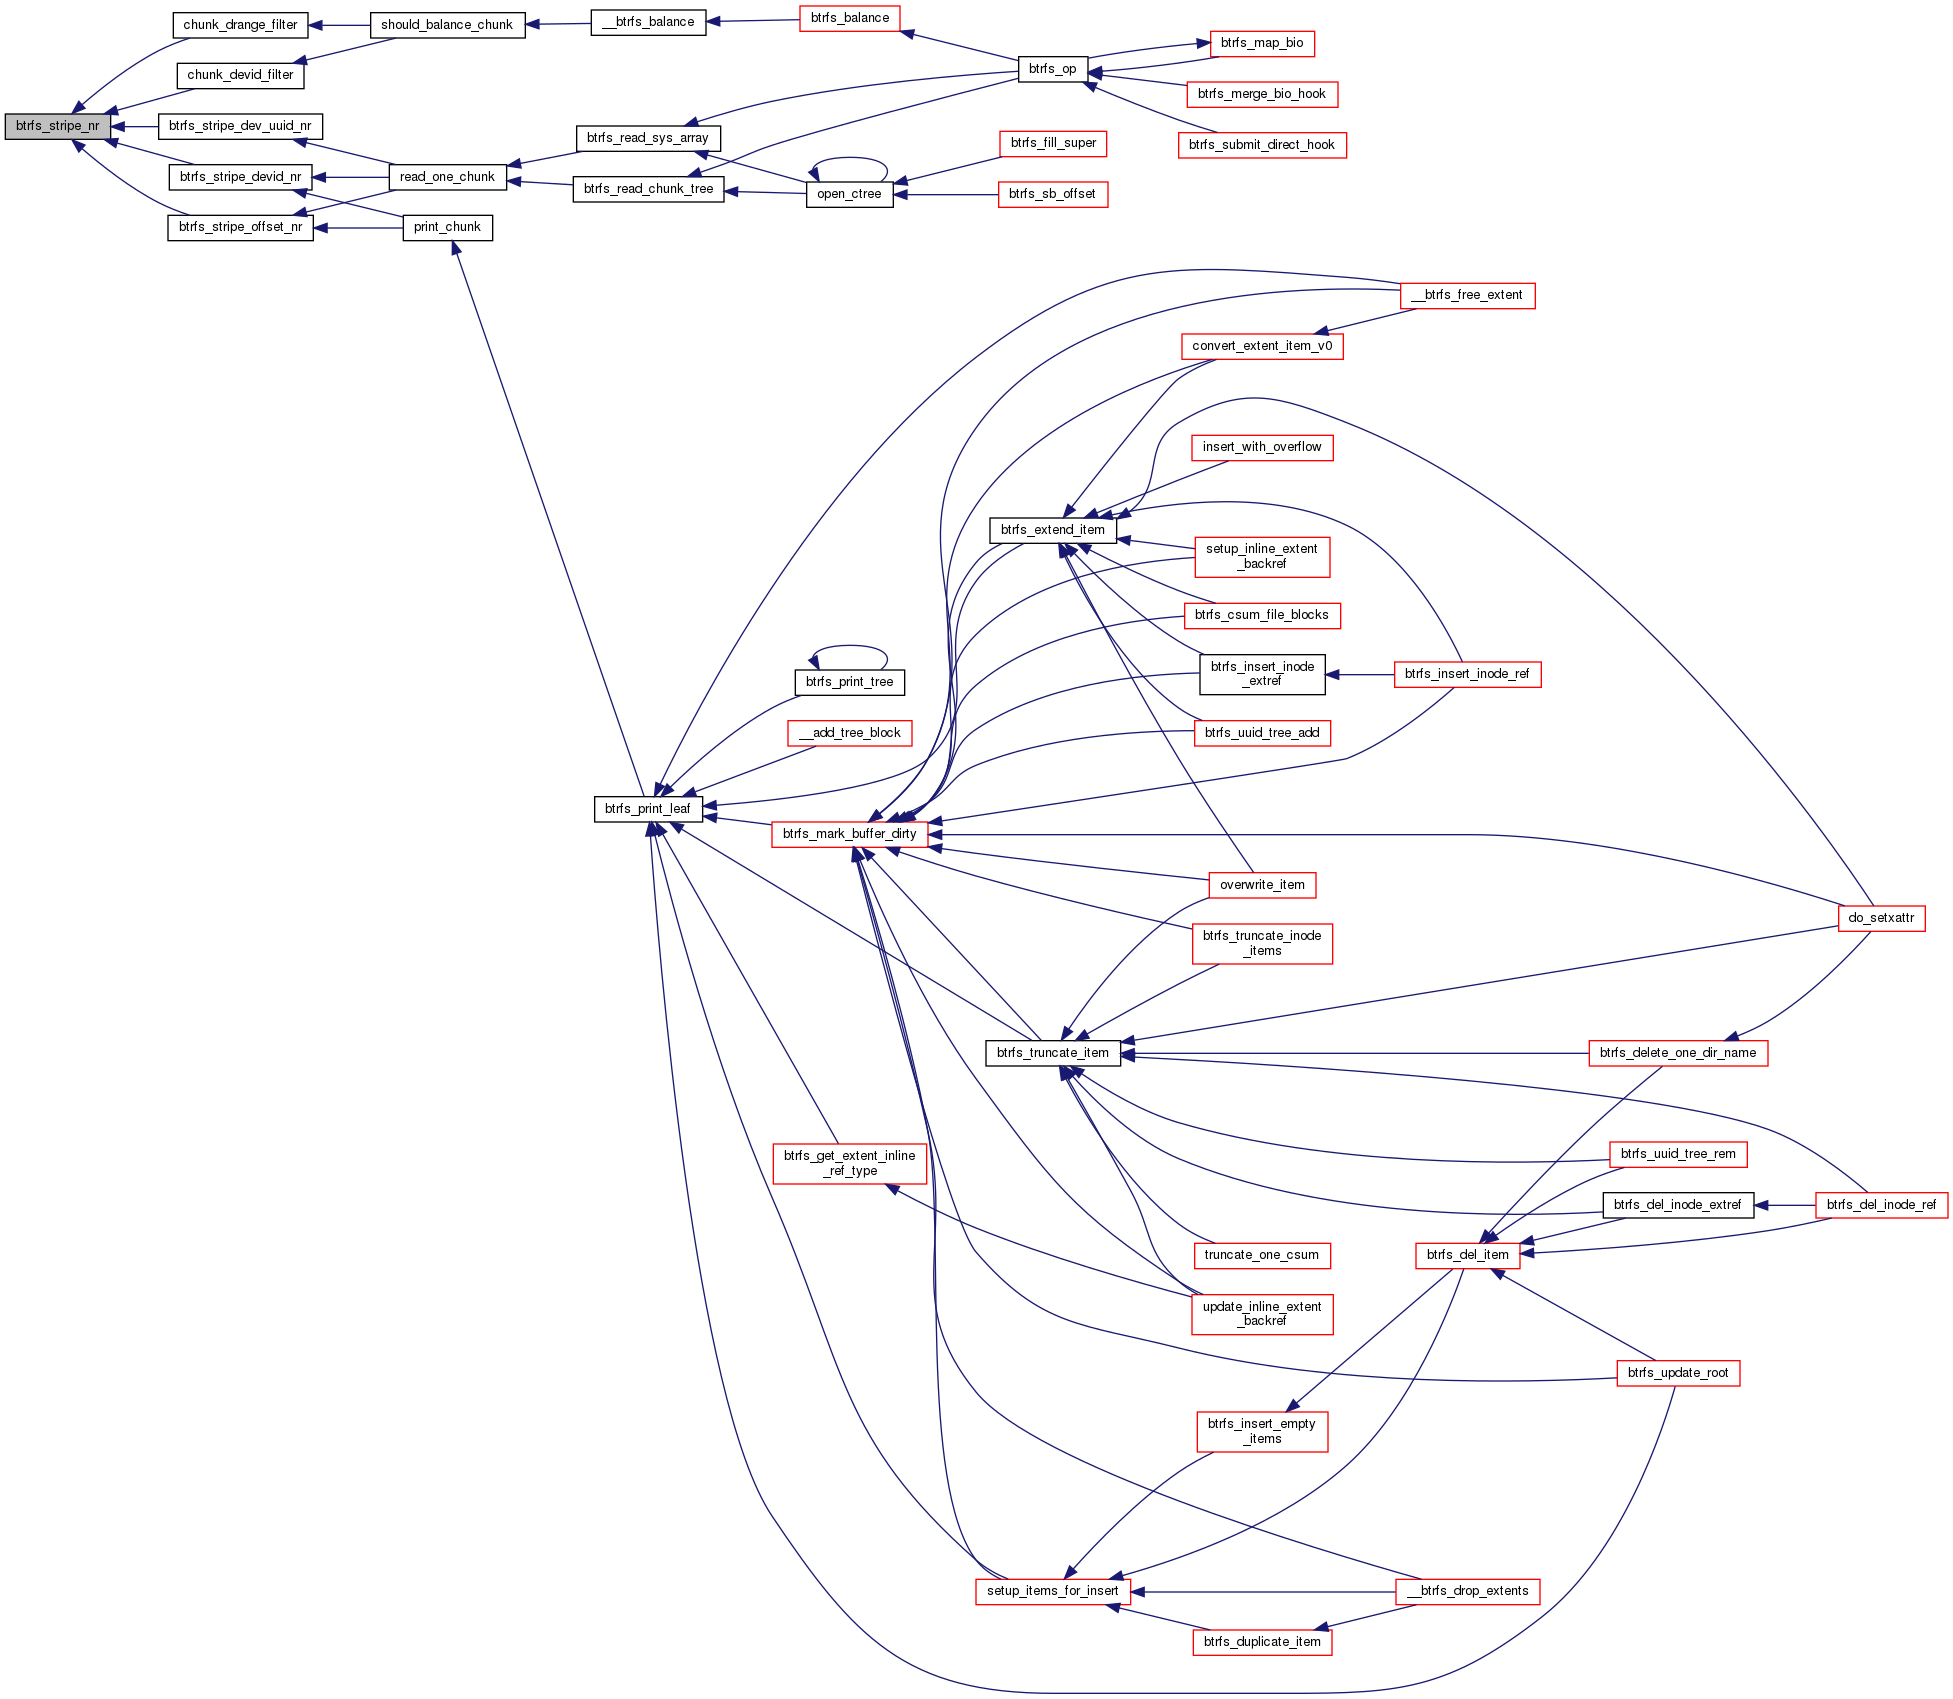 chunk_drange_filter
should_balance_chunk
__btrfs_balance
btrfs_balance
btrfs_map_bio
chunk_devid_filter
btrfs_op
btrfs_merge_bio_hook
btrfs_stripe_nr
btrfs_stripe_dev_uuid_nr
btrfs_read_sys_array
btrfs_fill_super
btrfs_submit_direct_hook
btrfs_stripe_devid_nr
read_one_chunk
btrfs_read_chunk_tree
open_ctree
btrfs_sb_offset
btrfs_stripe_offset_nr
print_chunk
__btrfs_free_extent
convert_extent_item_v0
insert_with_overflow
btrfs_extend_item
setup_inline_extent
_backref
btrfs_csum_file_blocks
btrfs_insert_inode
_extref
btrfs_insert_inode_ref
btrfs_print_tree
__add_tree_block
btrfs_uuid_tree_add
btrfs_print_leaf
btrfs_mark_buffer_dirty
overwrite_item
do_setxattr
btrfs_truncate_inode
_items
btrfs_truncate_item
btrfs_delete_one_dir_name
btrfs_get_extent_inline
_ref_type
btrfs_uuid_tree_rem
btrfs_del_inode_extref
btrfs_del_inode_ref
truncate_one_csum
btrfs_del_item
update_inline_extent
_backref
btrfs_update_root
btrfs_insert_empty
_items
setup_items_for_insert
__btrfs_drop_extents
btrfs_duplicate_item